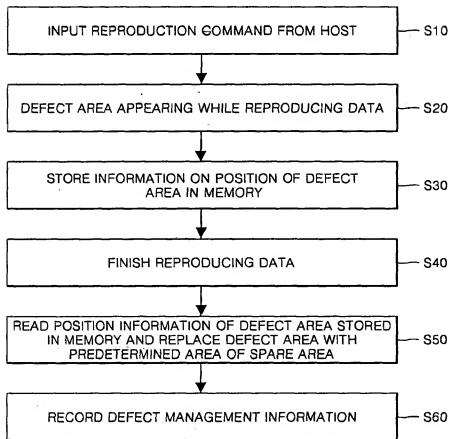 INPUT REPRODUCTION COMMAND FROM HOST
S10
DEFECT AREA APPEARING WHILE REPRODUCING DATA
S20
STORE INFORMATION ON POSITION OF DEFECT
AREA IN MEMORY
S30
FINISH REPRODUCING DATA
S40
READ POSITION INFORMATION OF DEFECT AREA STORED
IN MEMORY AND REPLACE DEFECT AREA WITH
PREDETERMINED AREA OF SPARE AREA
S50
RECORD DEFECT MANAGEMENT INFORMATION
S60